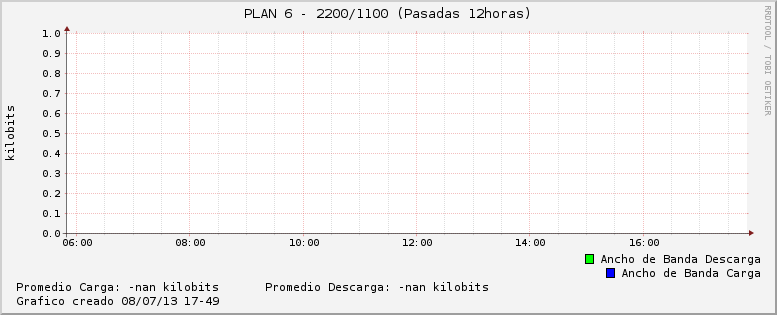 PLAN 6 - 2200/1100 (Pasadas 12horas)
RRDTOOL / TOBI OETIKER
kilobits
1.0
0.9
0.8
0.7
0.6
0.5
0.4
0.3
0.2
0.1
0.0
06:00 08:00 10:00 12:00 14:00 16:00
Ancho de Banda Descarga
Ancho de Banda Carga
Promedio Carga: -nan kilobits Promedio Descarga: -nan kilobits
Grafico creado 08/07/13 17-49